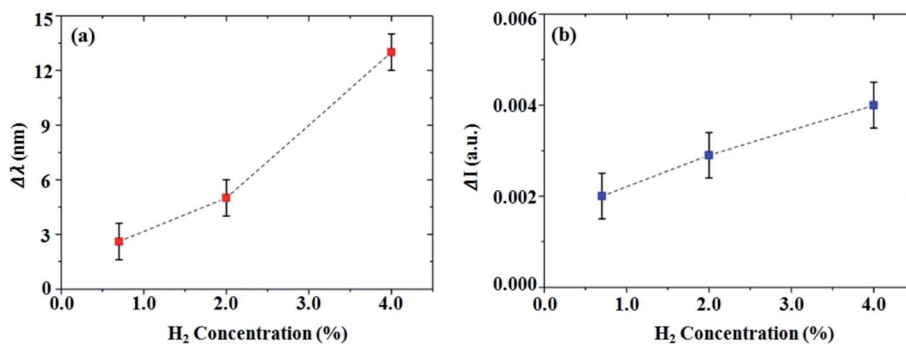 (a)
15
12
9
6
3
0
Δλ (nm)
0.0 1.0 2.0 3.0 4.0
H₂ Concentration (%)
(b)
0.006
0.004
0.002
0.000
ΔI (a.u.)
0.0 1.0 2.0 3.0 4.0
H₂ Concentration (%)